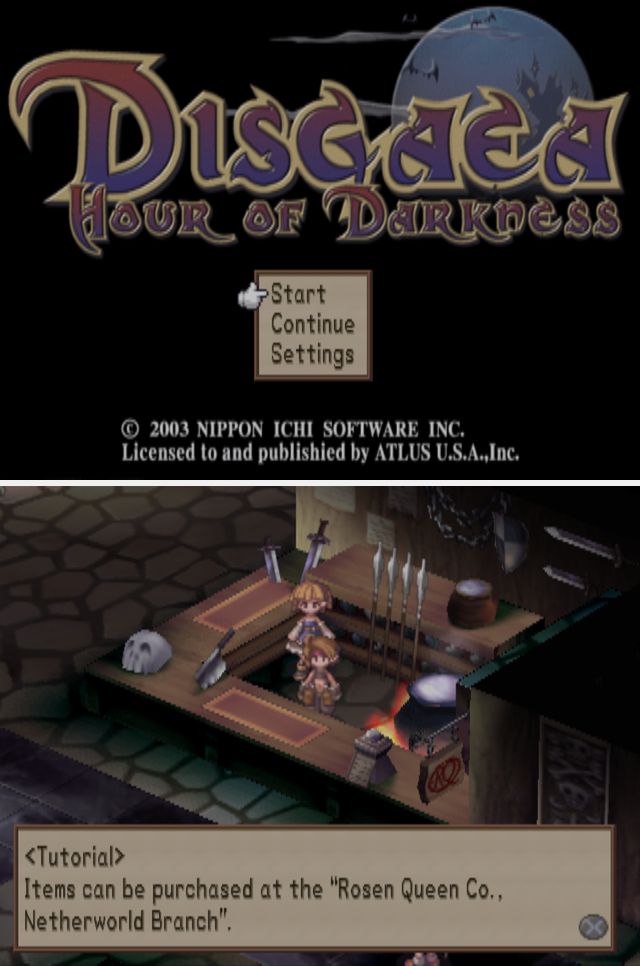 DISGAEA
HOUR OF DARKNESS
Start
Continue
Settings
© 2003 NIPPON ICHI SOFTWARE INC.
Licensed to and publishied by ATLUS U.S.A.,Inc.
RQ
<Tutorial>
Items can be purchased at the “Rosen Queen Co.,
Netherworld Branch”.